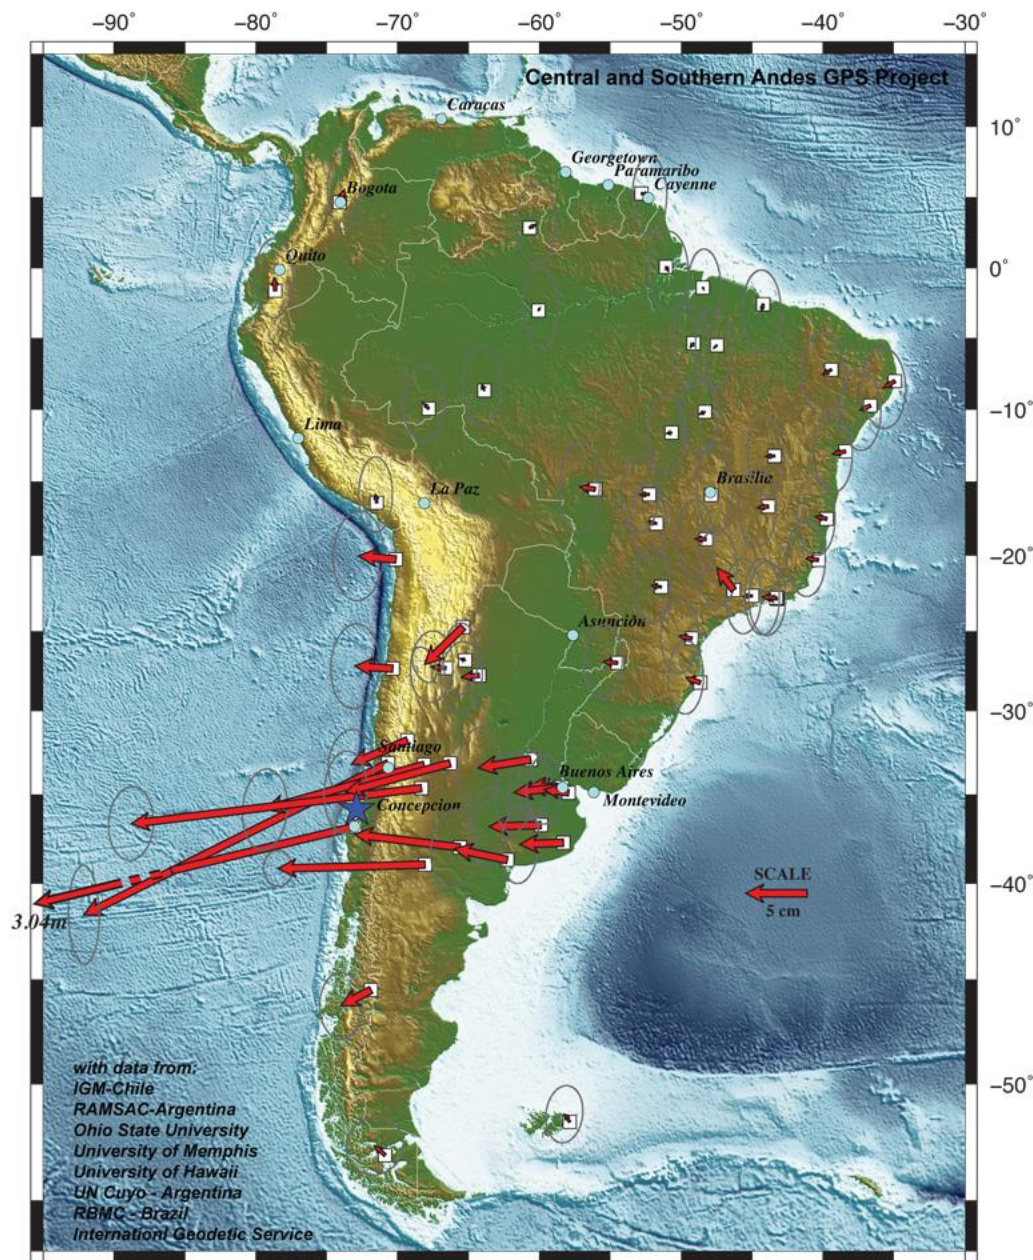 −90° −80° −70° −60° −50° −40° −30°
Central and Southern Andes GPS Project
Caracas
10°
Georgetown
Paramaribo
Cayenne
Bogota
Quito
0°
−10°
Lima
Brasilia
La Paz
−20°
Asunción
−30°
Santiago
Buenos Aires
Concepcion
Montevideo
SCALE
−40°
5 cm
3.04m
with data from:
IGM-Chile
−50°
RAMSAC-Argentina
Ohio State University
University of Memphis
University of Hawaii
UN Cuyo - Argentina
RBMC - Brazil
Internationl Geodetic Service